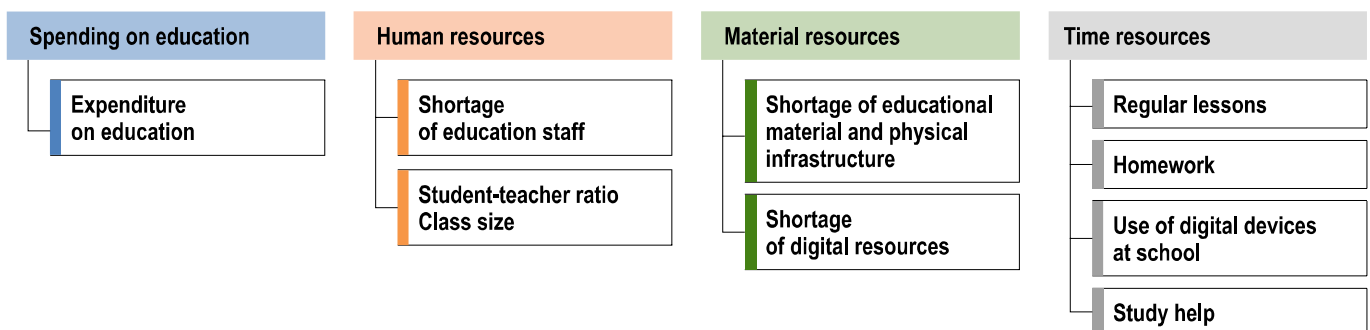 Spending on education
Expenditure
on education
Human resources
Shortage
of education staff
Student-teacher ratio
Class size
Material resources
Shortage of educational
material and physical
infrastructure
Shortage
of digital resources
Time resources
Regular lessons
Homework
Use of digital devices
at school
Study help